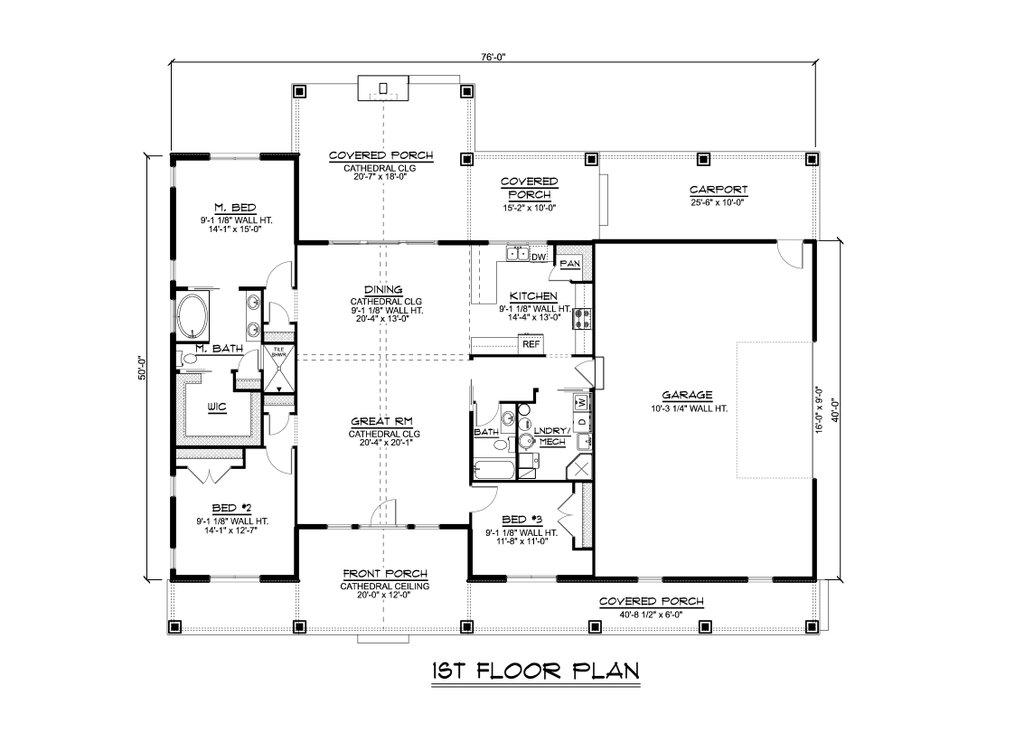 76'-0"
COVERED PORCH
CATHEDRAL CLG
20'-7" x 18'-0"
COVERED
PORCH
15'-2" x 10'-0"
CARPORT
25'-6" x 10'-0"
M. BED
9'-1 1/8" WALL HT.
14'-1" x 15'-0"
DW
PAN
DINING
CATHEDRAL CLG
9'-1 1/8" WALL HT.
20'-4" x 13'-0"
KITCHEN
9'-1 1/8" WALL HT.
14'-4" x 13'-0"
REF
M. BATH
TILE
SHWR
50'-0"
WIC
GREAT RM
CATHEDRAL CLG
20'-4" x 20'-1"
BATH
W
D
LNDRY/
MECH
GARAGE
10'-3 1/4" WALL HT.
16'-0" x 9'-0"
40'-0"
BED #2
9'-1 1/8" WALL HT.
14'-1" x 12'-7"
BED #3
9'-1 1/8" WALL HT.
11'-8" x 11'-0"
FRONT PORCH
CATHEDRAL CEILING
20'-0" x 12'-0"
COVERED PORCH
40'-8 1/2" x 6'-0"
1ST FLOOR PLAN